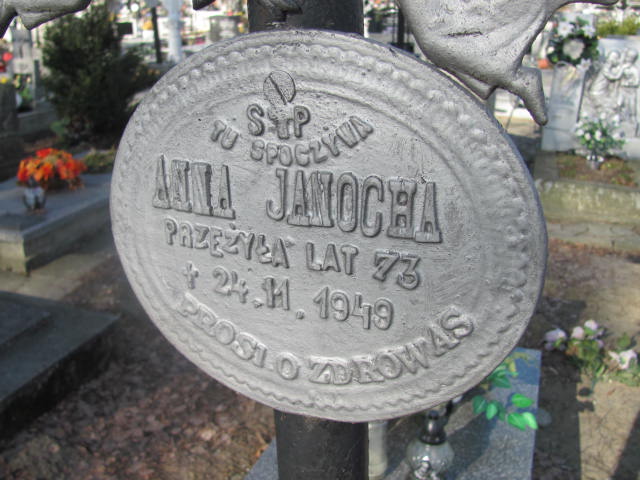 S P
TU SPOCZYWA
ANNA JANOCHA
PRZEŻYŁA LAT 73
† 24.11.1949
PROSI O ZDROWAŚ